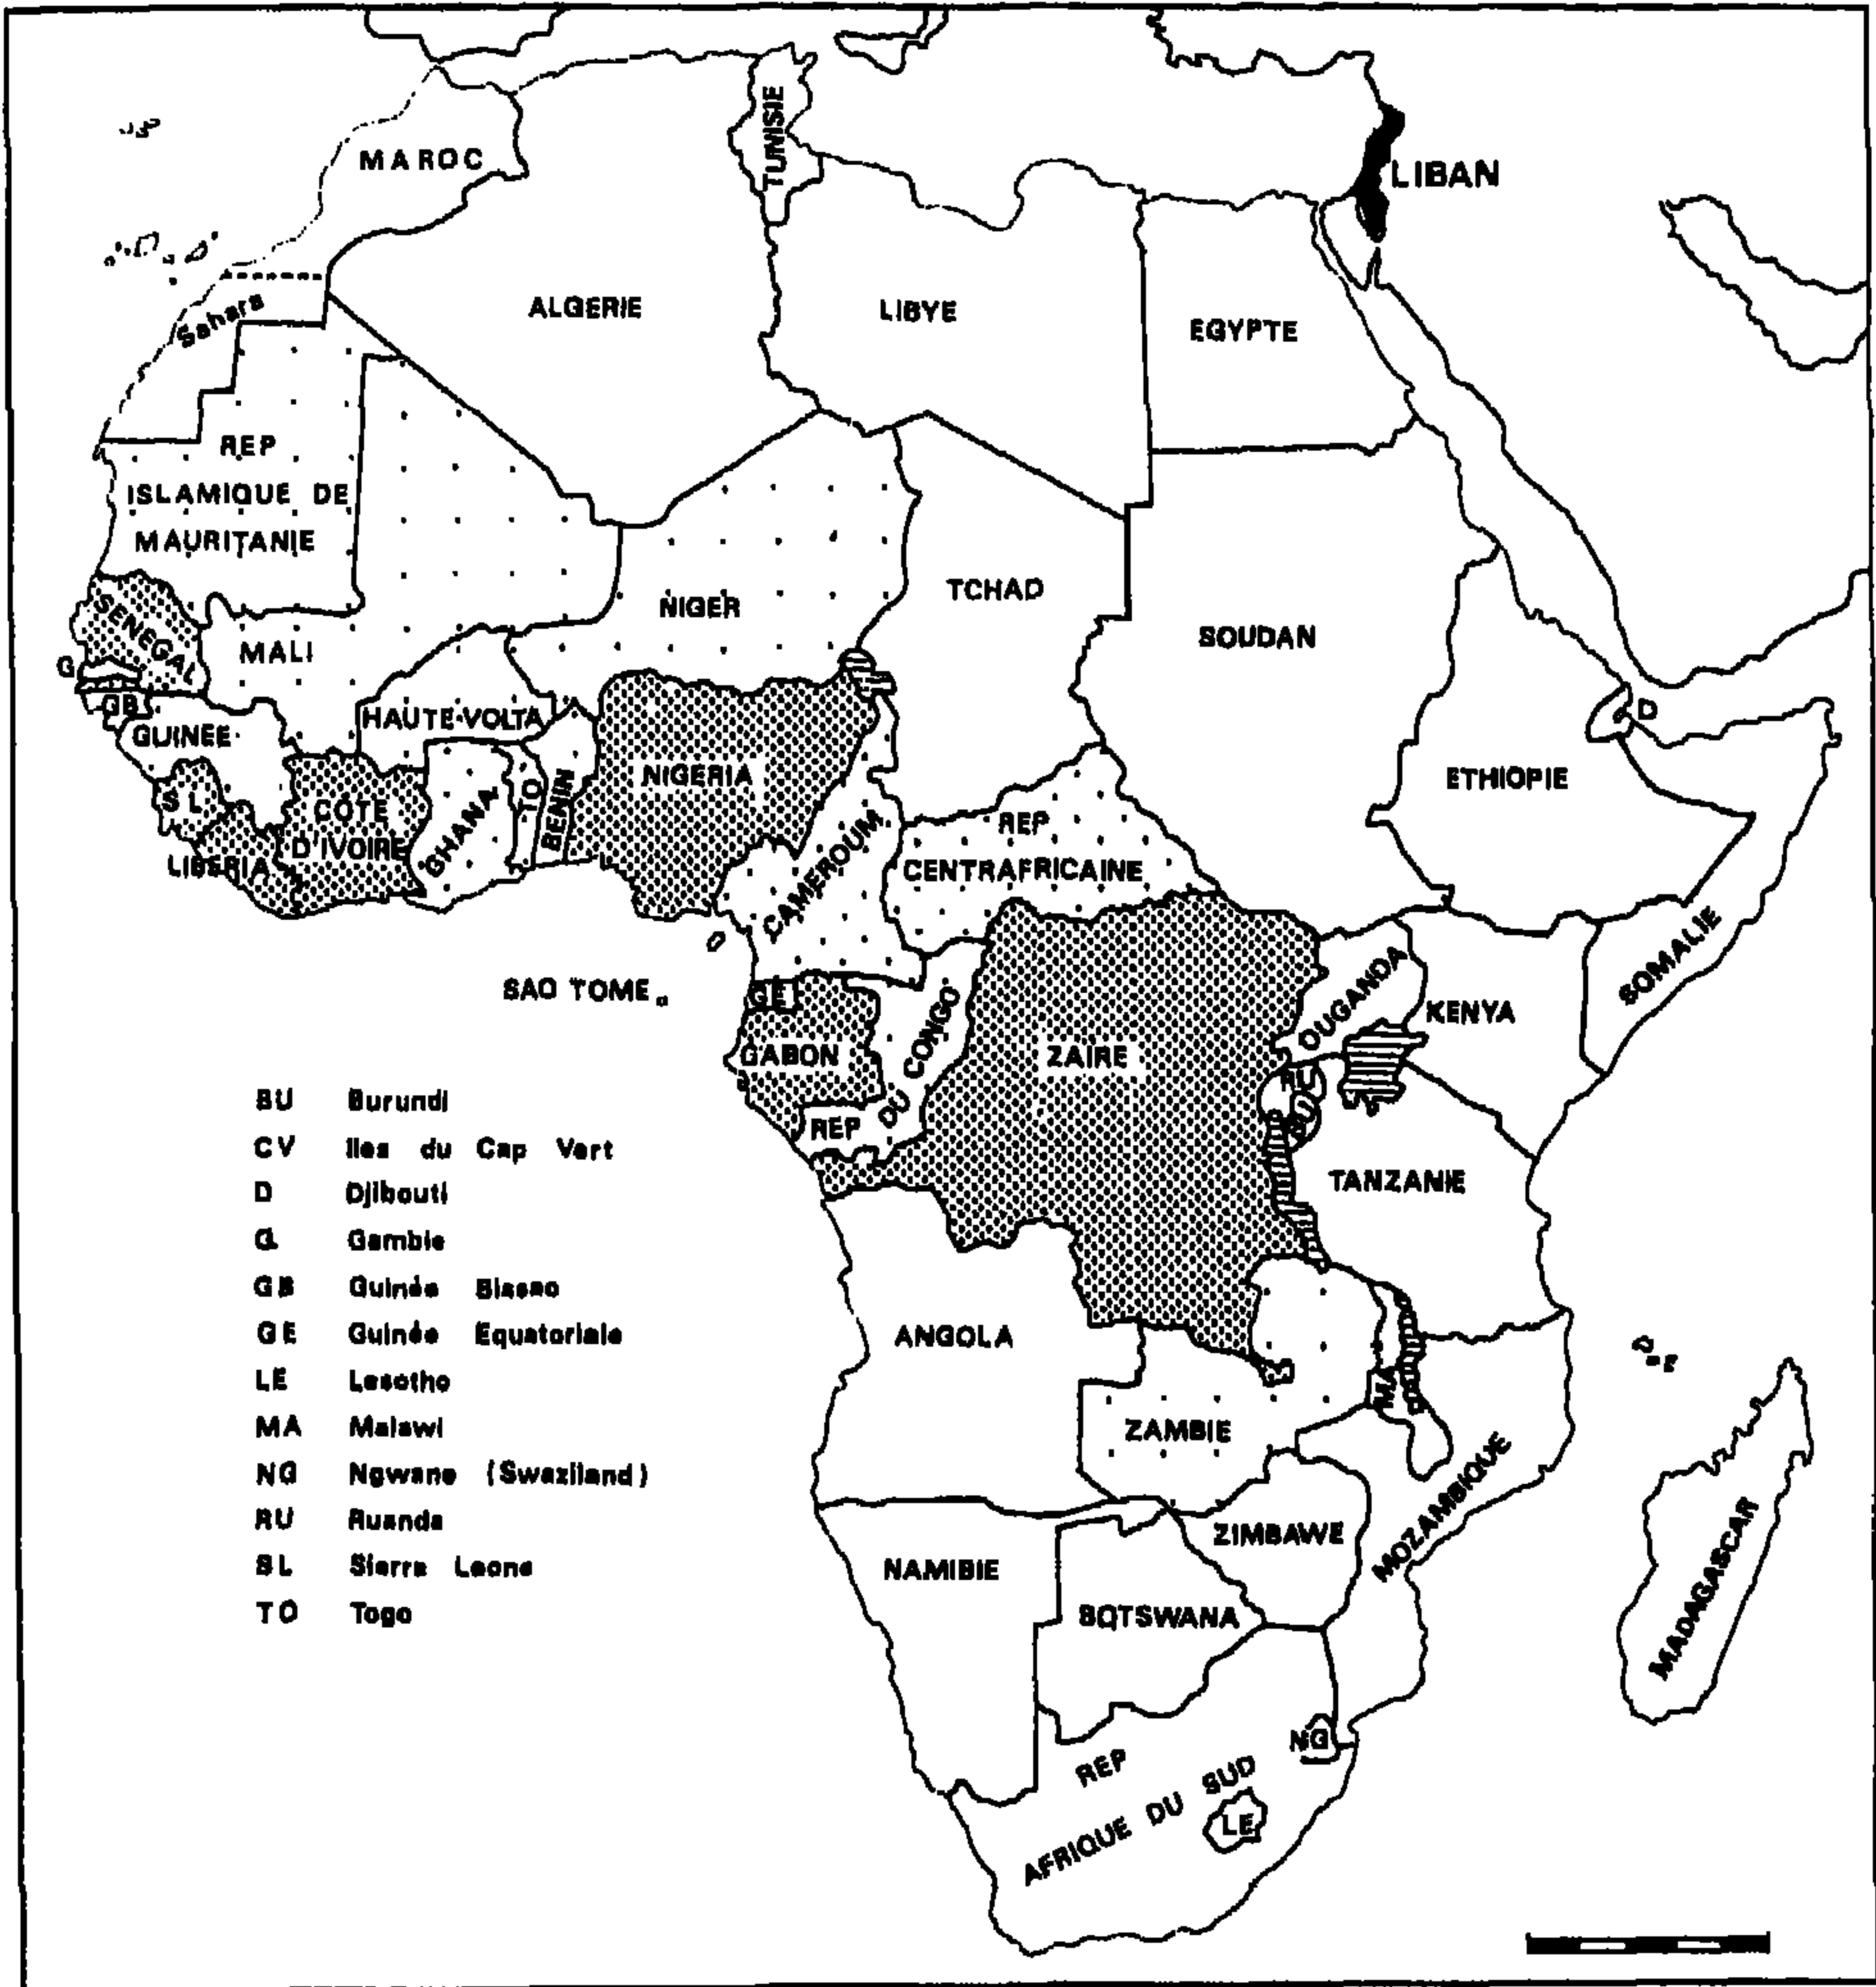 MAROC
TUNISIE
LIBAN
ALGERIE
LIBYE
EGYPTE
Sahara
REP
ISLAMIQUE DE
MAURITANIE
MALI
NIGER
TCHAD
SOUDAN
SENEGAL
G
GB
GUINEE
HAUTE-VOLTA
SL
LIBERIA
COTE
D'IVOIRE
GHANA
TO
BENIN
NIGERIA
CAMEROUM
REP
CENTRAFRICAINE
ETHIOPIE
D
SOMALIE
SAO TOME
GE
GABON
REP
DU CONGO
ZAIRE
OUGANDA
KENYA
RU
BU
TANZANIE
ANGOLA
ZAMBIE
MA
MOZAMBIQUE
ZIMBAWE
NAMIBIE
BOTSWANA
MADAGASCAR
NG
REP
AFRIQUE DU SUD
LE
BU Burundi
CV Iles du Cap Vert
D Djibouti
G Gambie
GB Guinée Bissao
GE Guinée Equatoriale
LE Lesotho
MA Malawi
NG Ngwane (Swaziland)
RU Ruanda
SL Sierra Leone
TO Togo